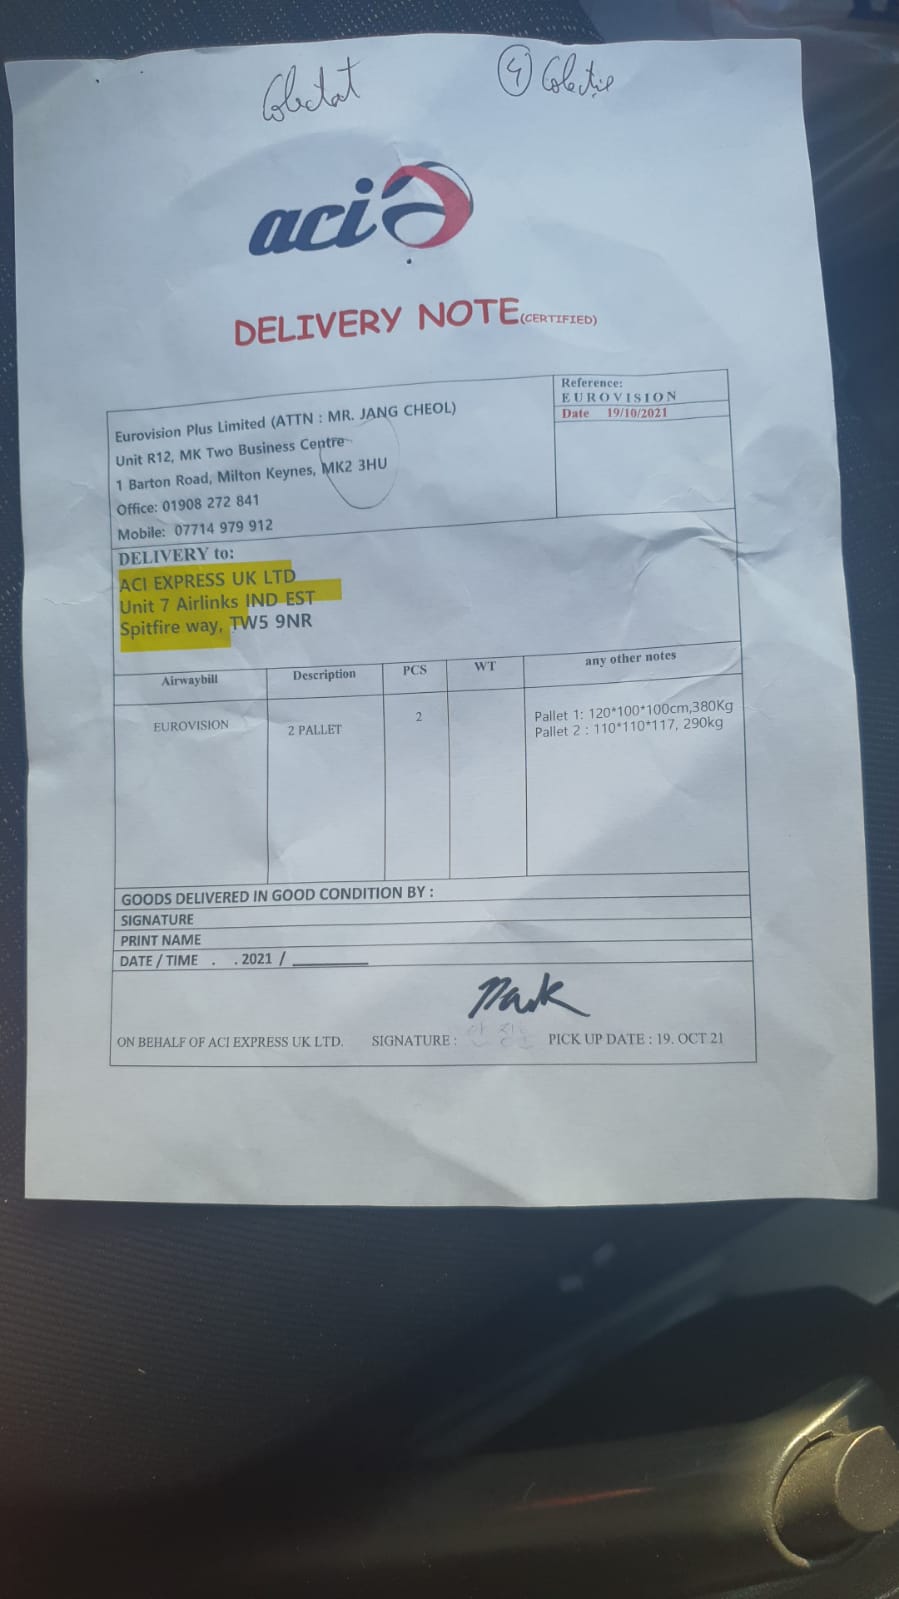 Colectat
④ Colecție
aci
DELIVERY NOTE(CERTIFIED)
Reference:
EUROVISION
Date 19/10/2021
Eurovision Plus Limited (ATTN : MR. JANG CHEOL)
Unit R12, MK Two Business Centre
1 Barton Road, Milton Keynes, MK2 3HU
Office: 01908 272 841
Mobile: 07714 979 912
DELIVERY to:
ACI EXPRESS UK LTD
Unit 7 Airlinks IND EST
Spitfire way, TW5 9NR
Airwaybill Description PCS WT any other notes
EUROVISION 2 PALLET 2 Pallet 1: 120*100*100cm,380Kg
Pallet 2 : 110*110*117, 290kg
GOODS DELIVERED IN GOOD CONDITION BY :
SIGNATURE
PRINT NAME
DATE / TIME . . 2021 / ________
Mark
ON BEHALF OF ACI EXPRESS UK LTD. SIGNATURE : PICK UP DATE : 19. OCT 21